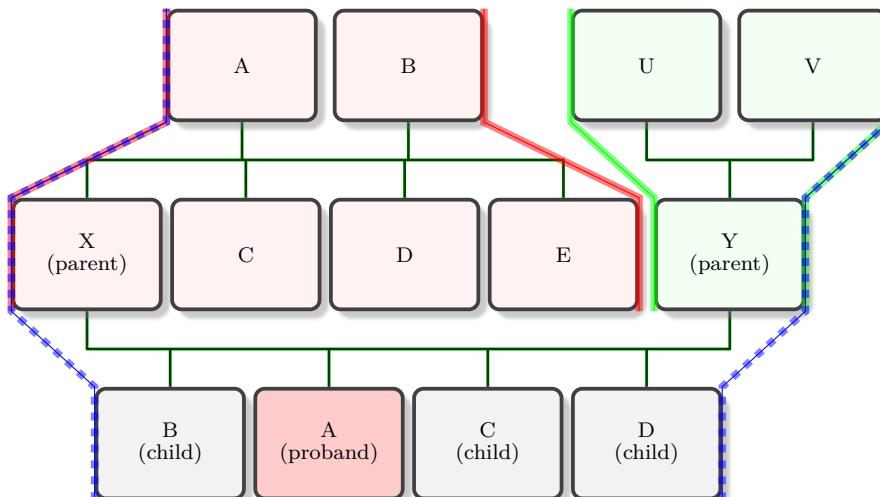 A
B
U
V
X
(parent)
C
D
E
Y
(parent)
B
(child)
A
(proband)
C
(child)
D
(child)